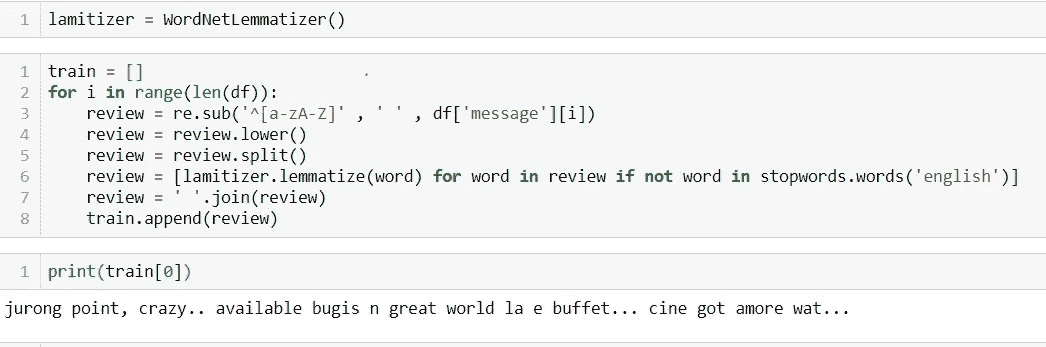 1 lamitizer = WordNetLemmatizer()
1 train = []
2 for i in range(len(df)):
3 review = re.sub('^[a-zA-Z]' , ' ' , df['message'][i])
4 review = review.lower()
5 review = review.split()
6 review = [lamitizer.lemmatize(word) for word in review if not word in stopwords.words('english')]
7 review = ' '.join(review)
8 train.append(review)
1 print(train[0])
jurong point, crazy.. available bugis n great world la e buffet... cine got amore wat...